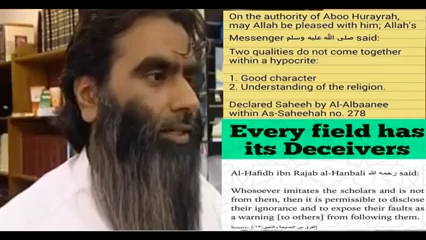 On the authority of Aboo Hurayrah,
may Allah be pleased with him; Allah's
Messenger صلى الله عليه وسلم said:
Two qualities do not come together
within a hypocrite:
1. Good character
2. Understanding of the religion.
Declared Saheeh by Al-Albaanee
within As-Saheehah no. 278
Every field has
its Deceivers
Al-Hafidh ibn Rajab al-Hanbali رحمه الله said:
Whosoever imitates the scholars and is not
from them, then it is permissible to disclose
their ignorance and to expose their faults as
a warning [to others] from following them.